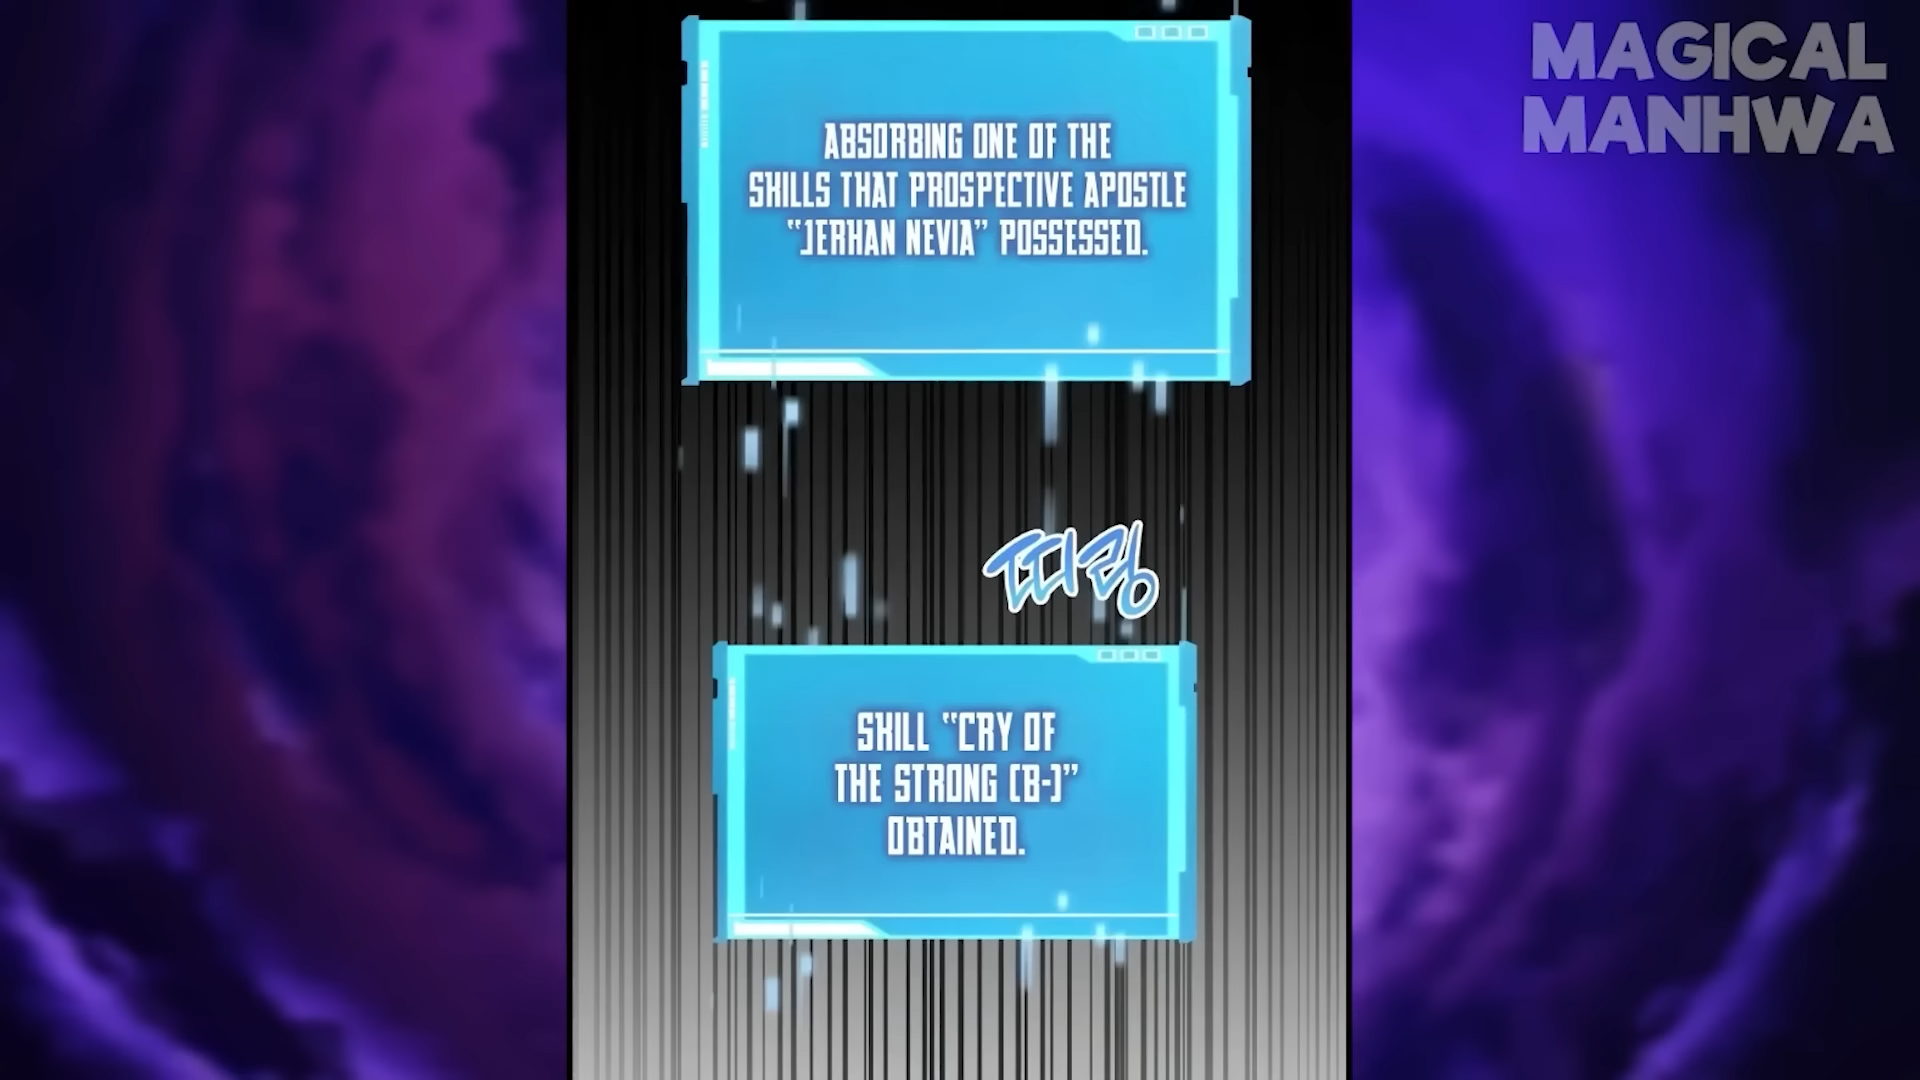 MAGICAL
MANHWA
ABSORBING ONE OF THE
SKILLS THAT PROSPECTIVE APOSTLE
“JERHAN NEVIA” POSSESSED.
띠링
SKILL “CRY OF
THE STRONG (B-)”
OBTAINED.